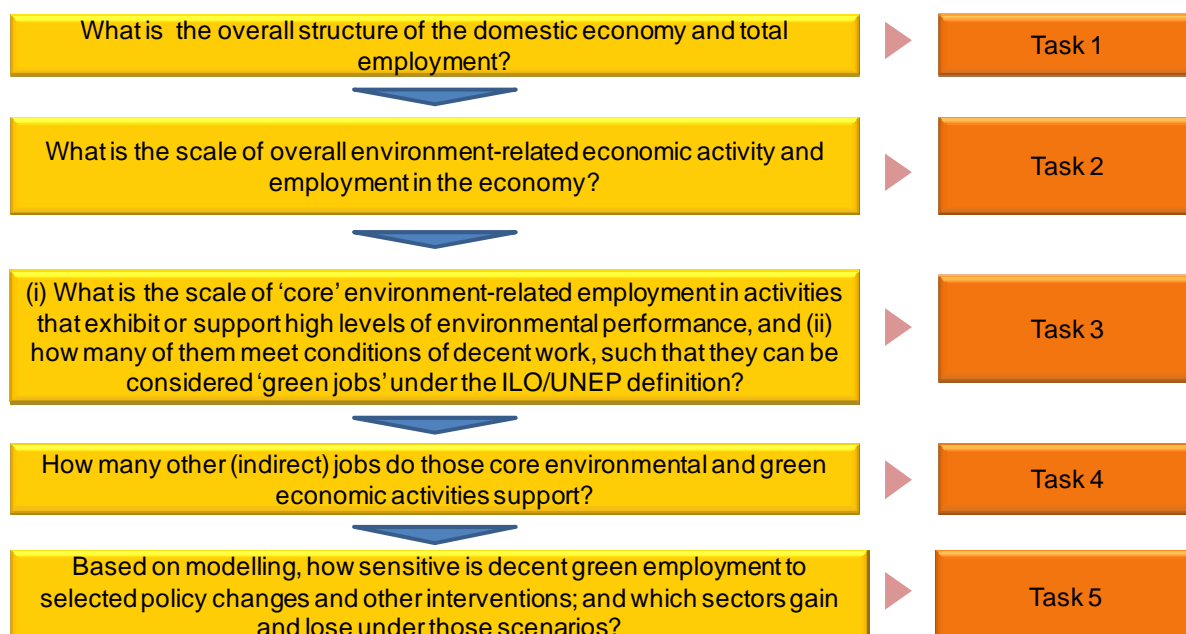 What is the overall structure of the domestic economy and total
employment?
Task 1
What is the scale of overall environment-related economic activity and
employment in the economy?
Task 2
(i) What is the scale of ‘core’ environment-related employment in activities
that exhibit or support high levels of environmental performance, and (ii)
how many of them meet conditions of decent work, such that they can be
considered ‘green jobs’ under the ILO/UNEP definition?
Task 3
How many other (indirect) jobs do those core environmental and green
economic activities support?
Task 4
Based on modelling, how sensitive is decent green employment to
selected policy changes and other interventions; and which sectors gain
and lose under those scenarios?
Task 5